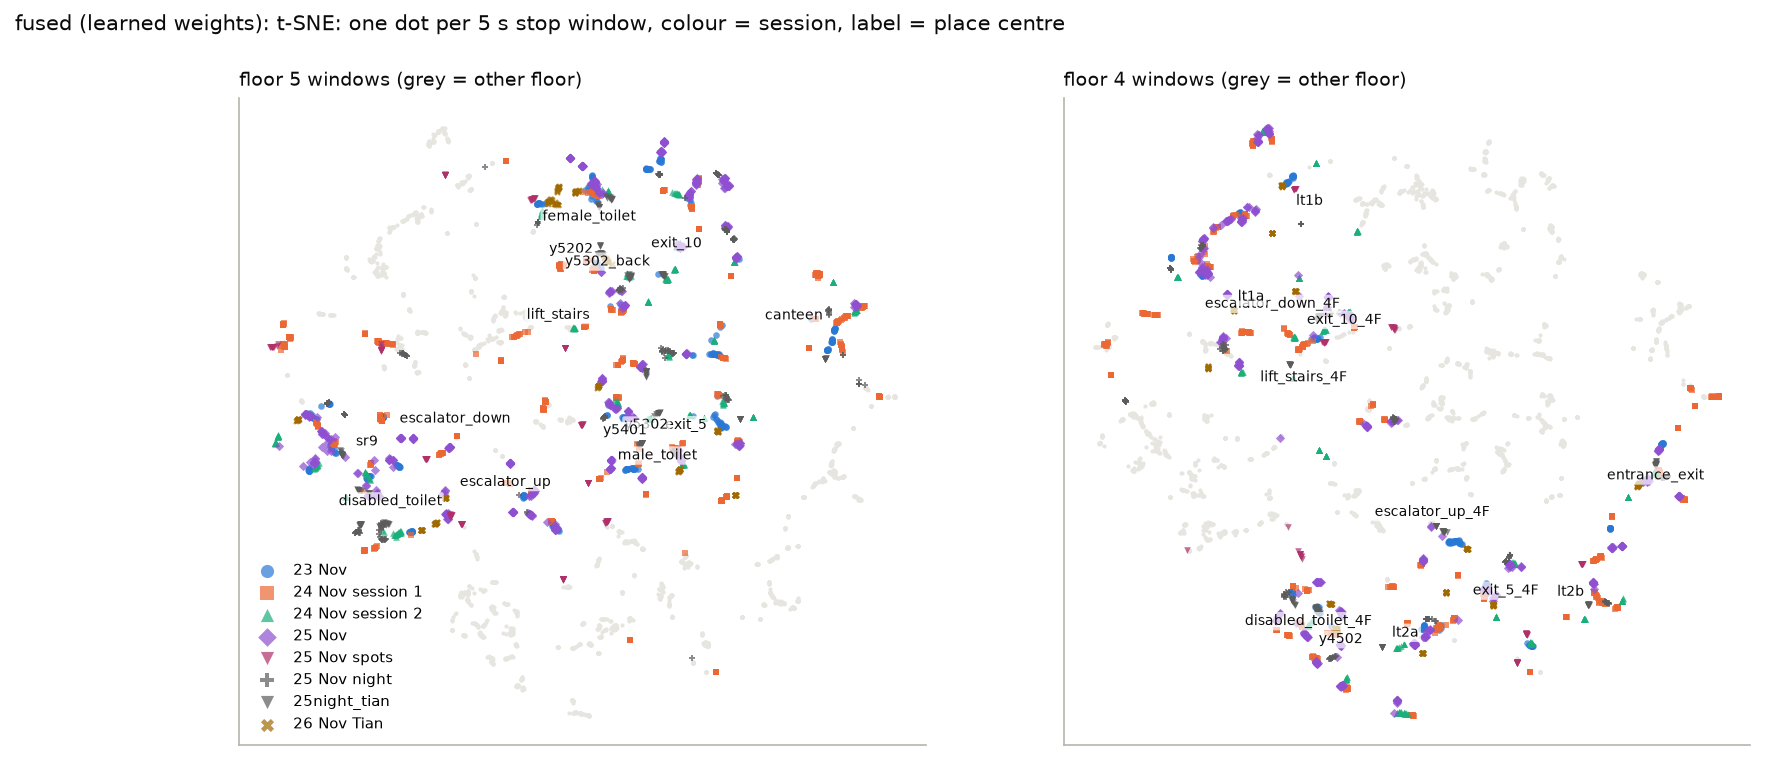 fused (learned weights): t-SNE: one dot per 5 s stop window, colour = session, label = place centre
floor 5 windows (grey = other floor)
female_toilet
y5202
exit_10
y5302_back
lift_stairs
canteen
escalator_down
exit_5
y5401
sr9
male_toilet
escalator_up
disabled_toilet
23 Nov
24 Nov session 1
24 Nov session 2
25 Nov
25 Nov spots
25 Nov night
25night_tian
26 Nov Tian
floor 4 windows (grey = other floor)
lt1b
lt1a
escalator_down_4F
exit_10_4F
lift_stairs_4F
entrance_exit
escalator_up_4F
exit_5_4F
lt2b
disabled_toilet_4F
lt2a
y4502